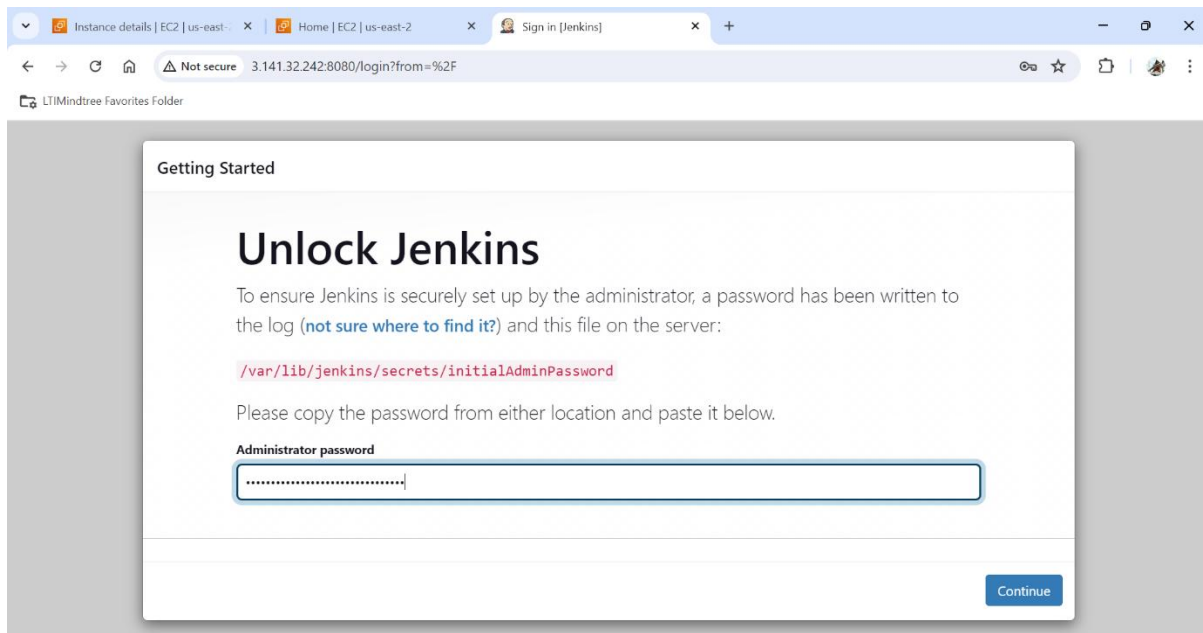 Instance details | EC2 | us-east-
Home | EC2 | us-east-2
Sign in [Jenkins]
Not secure 3.141.32.242:8080/login?from=%2F
LTIMindtree Favorites Folder
Getting Started
Unlock Jenkins
To ensure Jenkins is securely set up by the administrator, a password has been written to
the log (not sure where to find it?) and this file on the server:
/var/lib/jenkins/secrets/initialAdminPassword
Please copy the password from either location and paste it below.
Administrator password
Continue